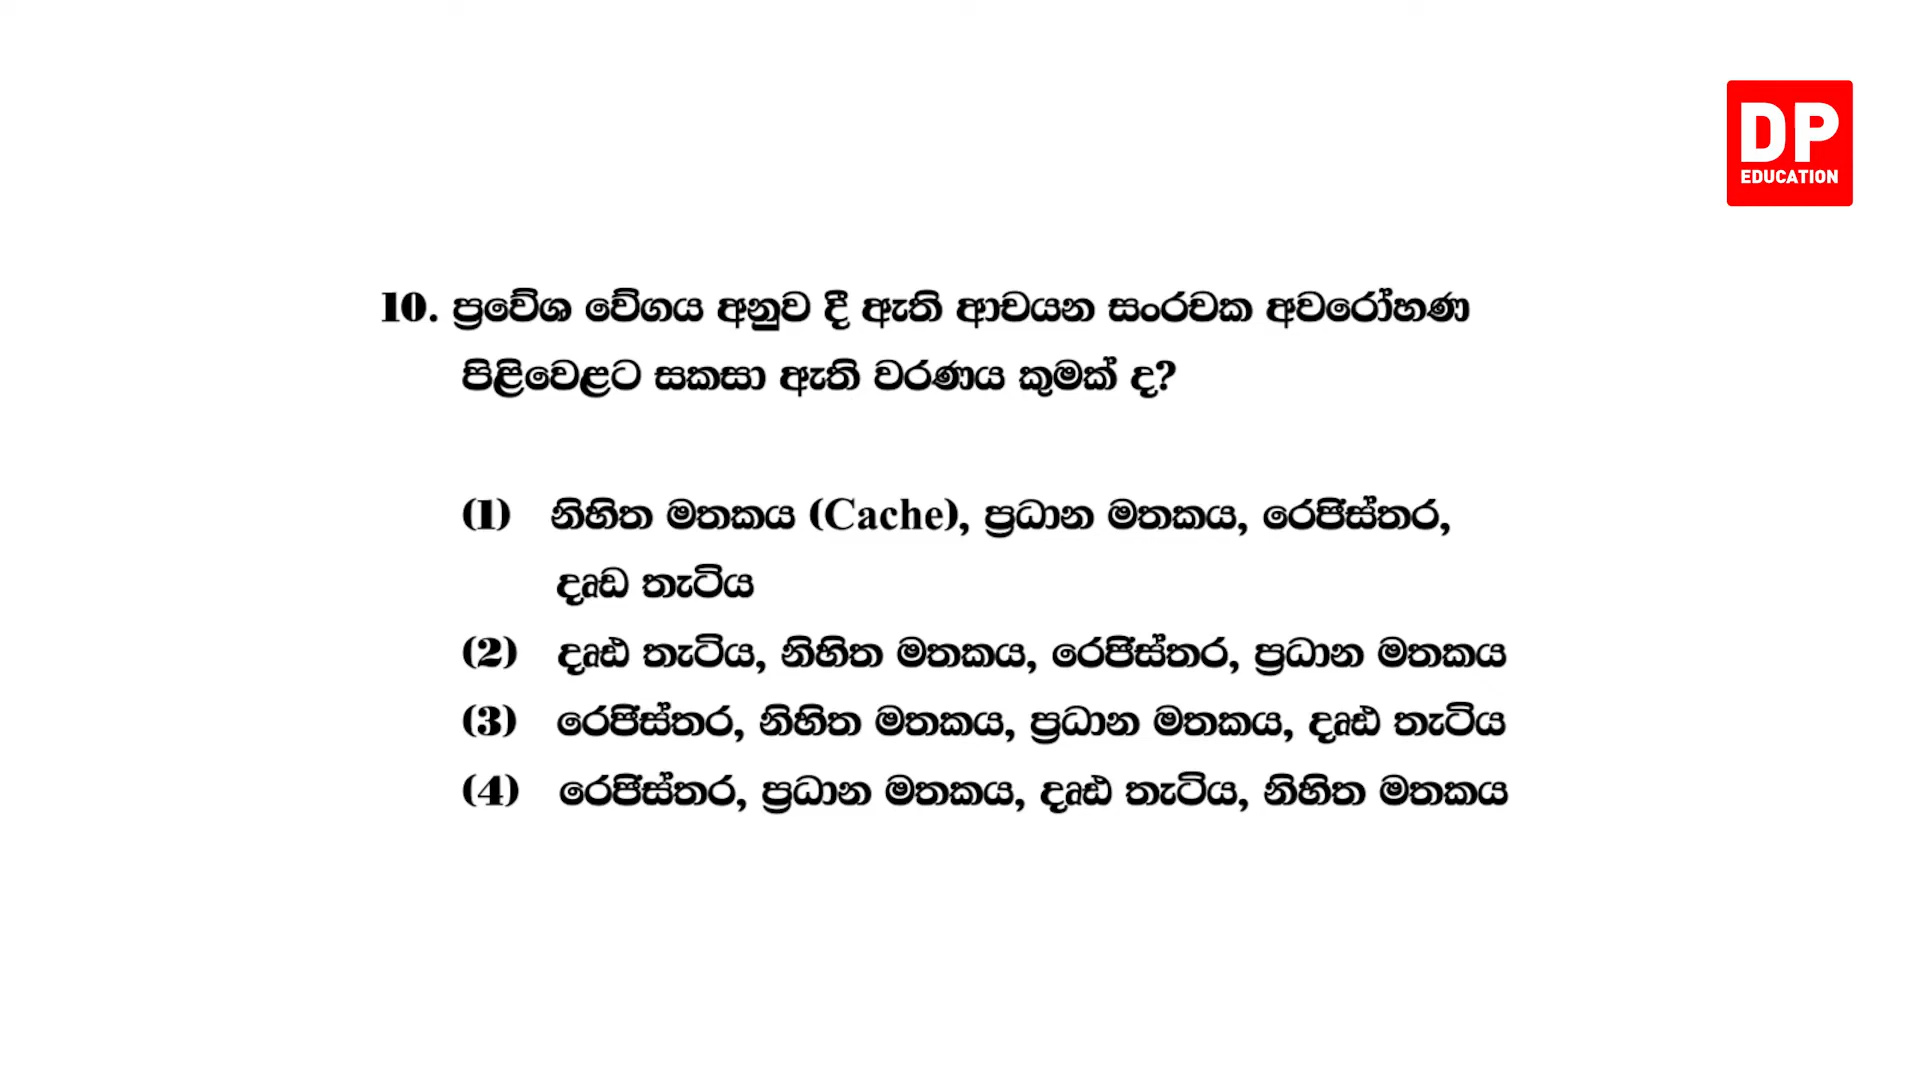 DP
EDUCATION
10. ප්‍රවේශ වේගය අනුව දී ඇති ආචයන සංරචක අවරෝහණ
පිළිවෙළට සකසා ඇති වරණය කුමක් ද?
(1) නිහිත මතකය (Cache), ප්‍රධාන මතකය, රෙජිස්තර,
දෘඩ තැටිය
(2) දෘඪ තැටිය, නිහිත මතකය, රෙජිස්තර, ප්‍රධාන මතකය
(3) රෙජිස්තර, නිහිත මතකය, ප්‍රධාන මතකය, දෘඪ තැටිය
(4) රෙජිස්තර, ප්‍රධාන මතකය, දෘඪ තැටිය, නිහිත මතකය